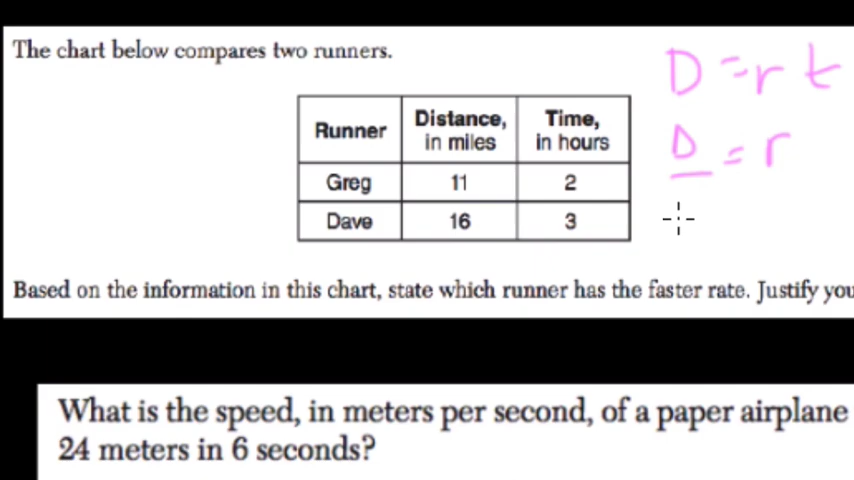 The chart below compares two runners.
D = r t
Runner Distance, in miles Time, in hours
D = r
Greg 11 2
Dave 16 3
Based on the information in this chart, state which runner has the faster rate. Justify you
What is the speed, in meters per second, of a paper airplane
24 meters in 6 seconds?